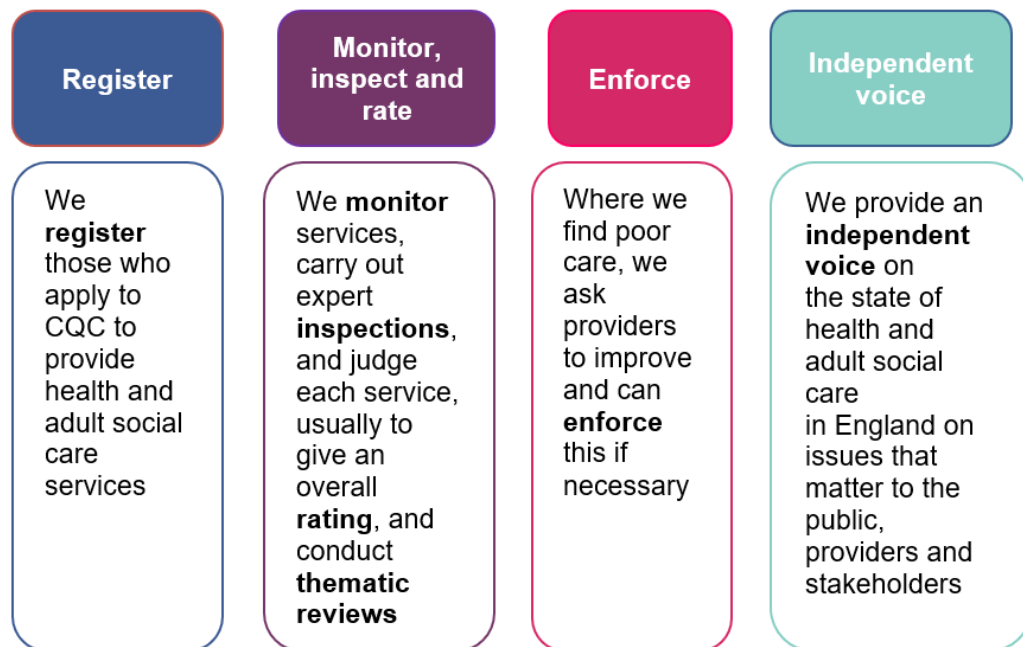 Register
Monitor,
inspect and
rate
Enforce
Independent
voice
We
register
those who
apply to
CQC to
provide
health and
adult social
care
services
We monitor
services,
carry out
expert
inspections,
and judge
each service,
usually to
give an
overall
rating, and
conduct
thematic
reviews
Where we
find poor
care, we
ask
providers
to improve
and can
enforce
this if
necessary
We provide an
independent
voice on
the state of
health and
adult social
care
in England on
issues that
matter to the
public,
providers and
stakeholders